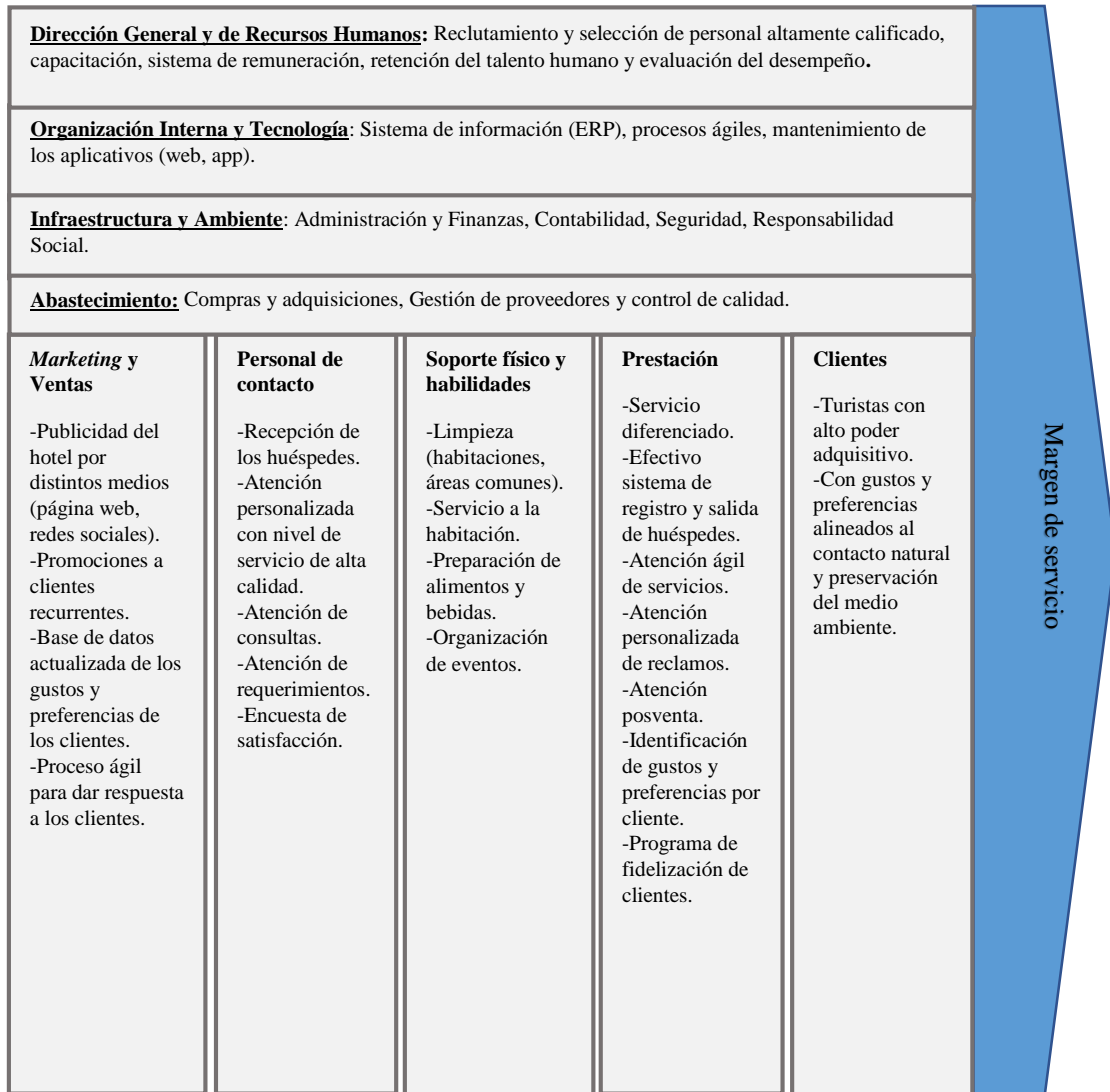 Dirección General y de Recursos Humanos: Reclutamiento y selección de personal altamente calificado,
capacitación, sistema de remuneración, retención del talento humano y evaluación del desempeño.
Organización Interna y Tecnología: Sistema de información (ERP), procesos ágiles, mantenimiento de
los aplicativos (web, app).
Infraestructura y Ambiente: Administración y Finanzas, Contabilidad, Seguridad, Responsabilidad
Social.
Abastecimiento: Compras y adquisiciones, Gestión de proveedores y control de calidad.
Marketing y
Ventas
-Publicidad del
hotel por
distintos medios
(página web,
redes sociales).
-Promociones a
clientes
recurrentes.
-Base de datos
actualizada de los
gustos y
preferencias de
los clientes.
-Proceso ágil
para dar respuesta
a los clientes.
Personal de
contacto
-Recepción de
los huéspedes.
-Atención
personalizada
con nivel de
servicio de alta
calidad.
-Atención de
consultas.
-Atención de
requerimientos.
-Encuesta de
satisfacción.
Soporte físico y
habilidades
-Limpieza
(habitaciones,
áreas comunes).
-Servicio a la
habitación.
-Preparación de
alimentos y
bebidas.
-Organización
de eventos.
Prestación
-Servicio
diferenciado.
-Efectivo
sistema de
registro y salida
de huéspedes.
-Atención ágil
de servicios.
-Atención
personalizada
de reclamos.
-Atención
posventa.
-Identificación
de gustos y
preferencias por
cliente.
-Programa de
fidelización de
clientes.
Clientes
-Turistas con
alto poder
adquisitivo.
-Con gustos y
preferencias
alineados al
contacto natural
y preservación
del medio
ambiente.
Margen de servicio